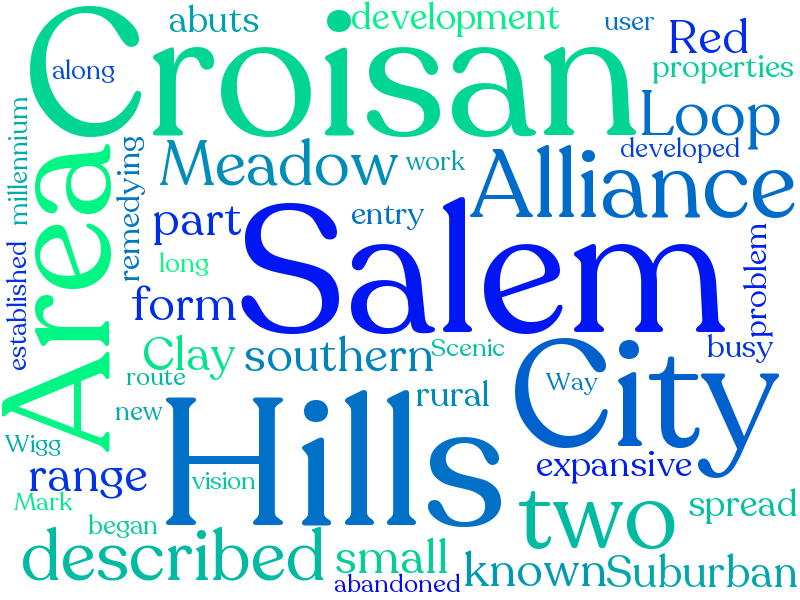 Croisan
abuts
development
user
Red
along
properties
Loop
millennium
remedying
Area
Meadow
work
developed
Alliance
part
entry
Salem
long
established
form
problem
Clay
southern
Scenic
busy
route
rural
Way
City
new
Hills
Wigg
range
vision
expansive
Mark
began
two
spread
described
small
abandoned
known
Suburban